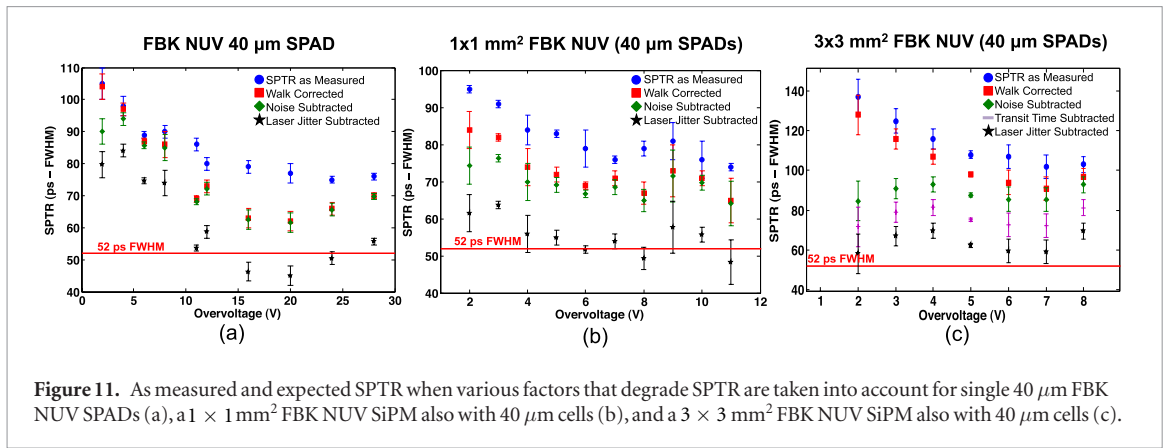 FBK NUV 40 μm SPAD
110
100
90
80
70
60
50
40
SPTR (ps – FWHM)
SPTR as Measured
Walk Corrected
Noise Subtracted
Laser Jitter Subtracted
52 ps FWHM
0 5 10 15 20 25 30
Overvoltage (V)
(a)
1x1 mm² FBK NUV (40 μm SPADs)
100
90
80
70
60
50
40
SPTR (ps – FWHM)
SPTR as Measured
Walk Corrected
Noise Subtracted
Laser Jitter Subtracted
52 ps FWHM
2 4 6 8 10 12
Overvoltage (V)
(b)
3x3 mm² FBK NUV (40 μm SPADs)
140
120
100
80
60
40
SPTR (ps – FWHM)
SPTR as Measured
Walk Corrected
Noise Subtracted
Transit Time Subtracted
Laser Jitter Subtracted
52 ps FWHM
1 2 3 4 5 6 7 8
Overvoltage (V)
(c)
Figure 11. As measured and expected SPTR when various factors that degrade SPTR are taken into account for single 40 μm FBK
NUV SPADs (a), a 1 × 1 mm² FBK NUV SiPM also with 40 μm cells (b), and a 3 × 3 mm² FBK NUV SiPM also with 40 μm cells (c).